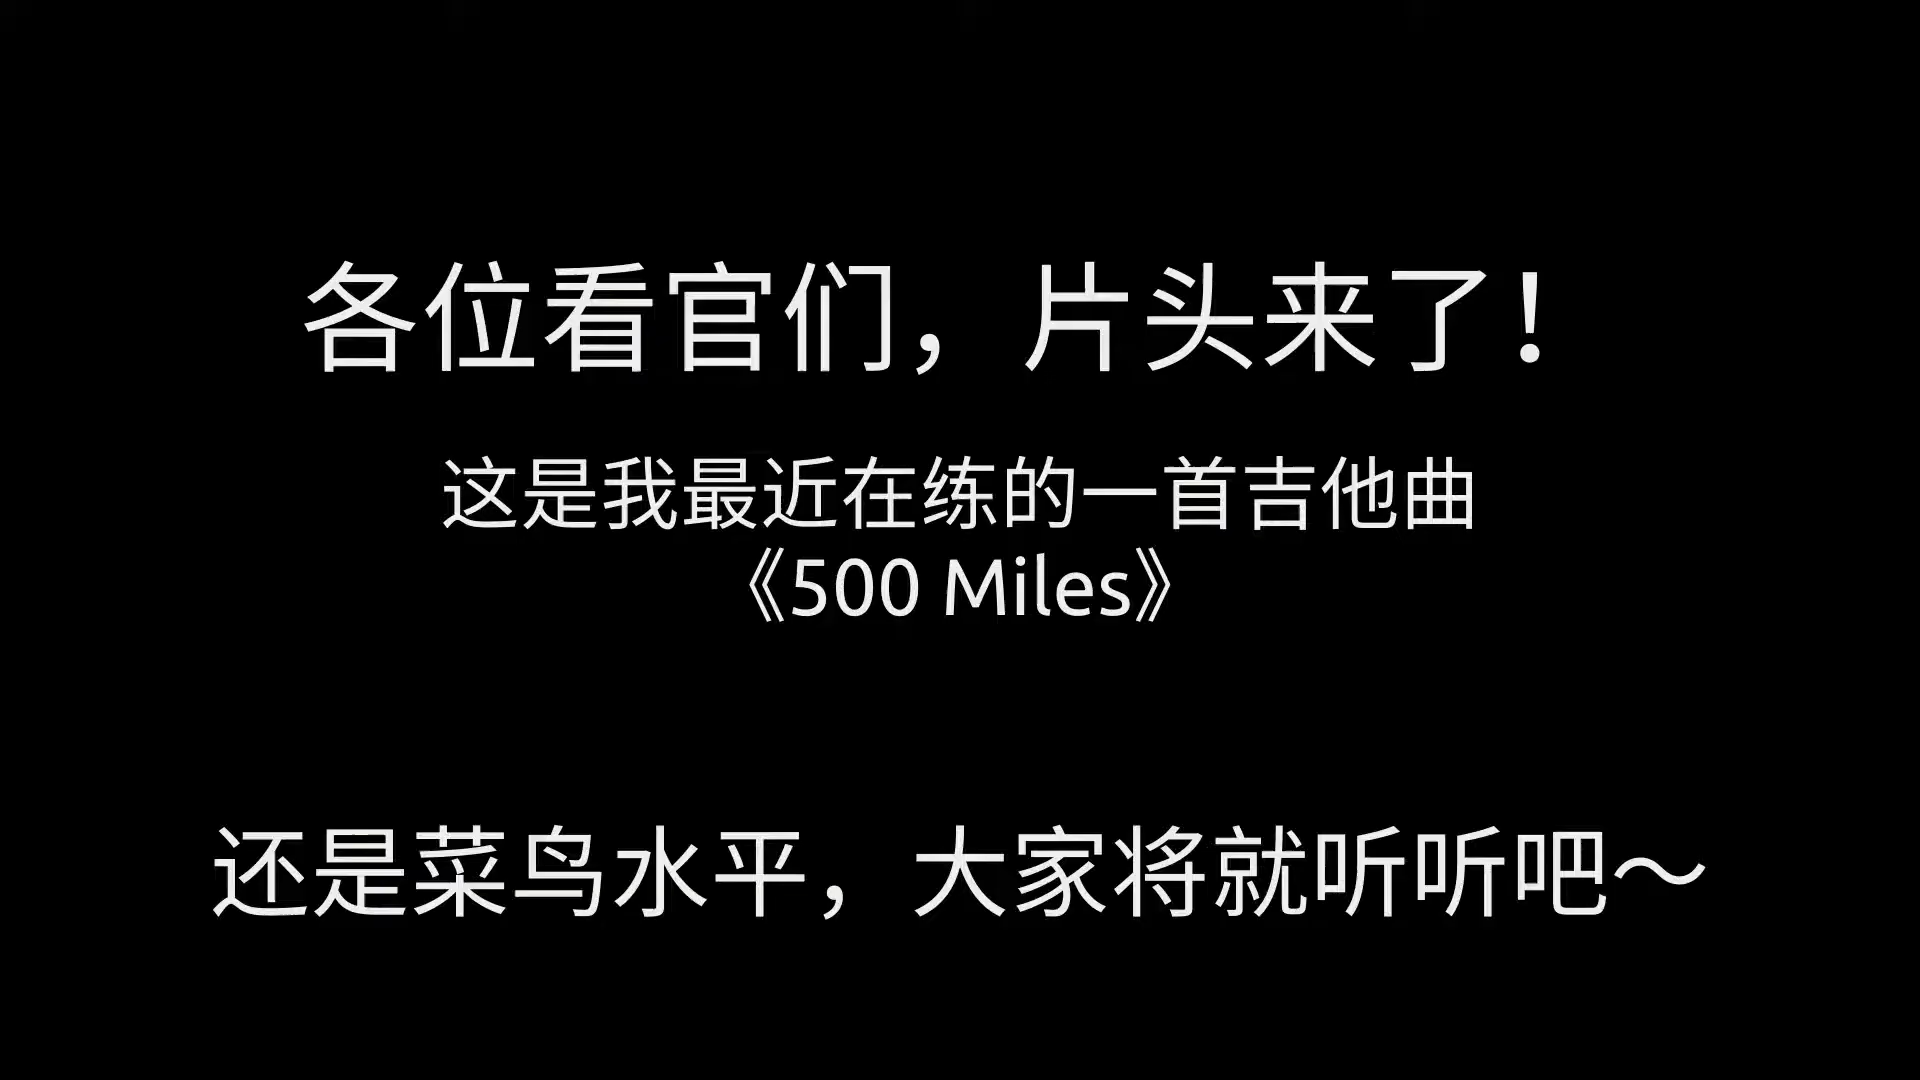 各位看官们，片头来了！
这是我最近在练的一首吉他曲
《500 Miles》
还是菜鸟水平，大家将就听听吧～